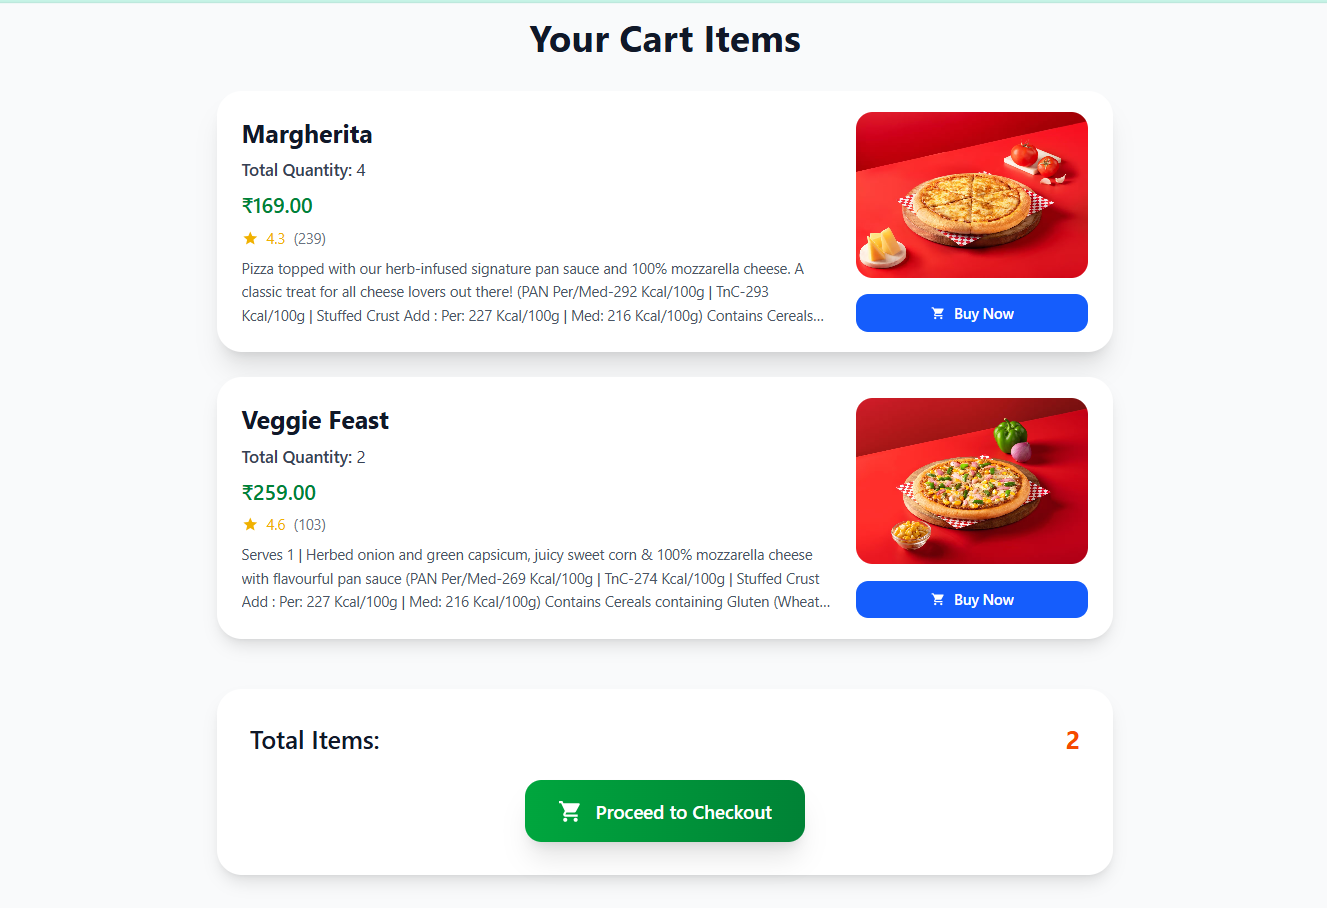 Your Cart Items
Margherita
Total Quantity: 4
₹169.00
4.3 (239)
Pizza topped with our herb-infused signature pan sauce and 100% mozzarella cheese. A
classic treat for all cheese lovers out there! (PAN Per/Med-292 Kcal/100g | TnC-293
Kcal/100g | Stuffed Crust Add : Per: 227 Kcal/100g | Med: 216 Kcal/100g) Contains Cereals...
Buy Now
Veggie Feast
Total Quantity: 2
₹259.00
4.6 (103)
Serves 1 | Herbed onion and green capsicum, juicy sweet corn & 100% mozzarella cheese
with flavourful pan sauce (PAN Per/Med-269 Kcal/100g | TnC-274 Kcal/100g | Stuffed Crust
Add : Per: 227 Kcal/100g | Med: 216 Kcal/100g) Contains Cereals containing Gluten (Wheat...
Buy Now
Total Items: 2
Proceed to Checkout